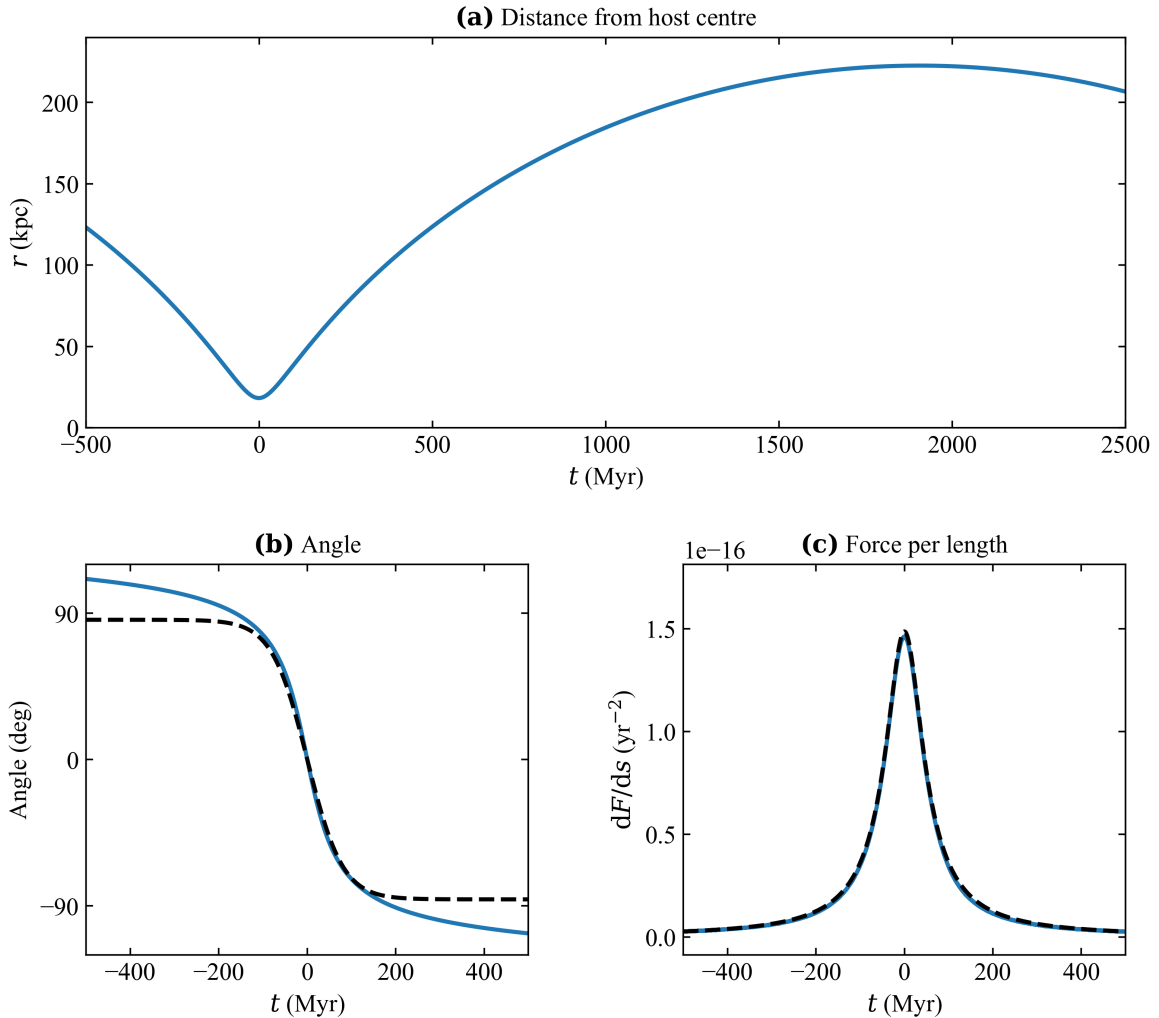 (a) Distance from host centre
200
150
100
50
0
r (kpc)
−500 0 500 1000 1500 2000 2500
t (Myr)
(b) Angle
90
0
−90
Angle (deg)
−400 −200 0 200 400
t (Myr)
1e−16
(c) Force per length
1.5
1.0
0.5
0.0
dF/ds (yr⁻²)
−400 −200 0 200 400
t (Myr)